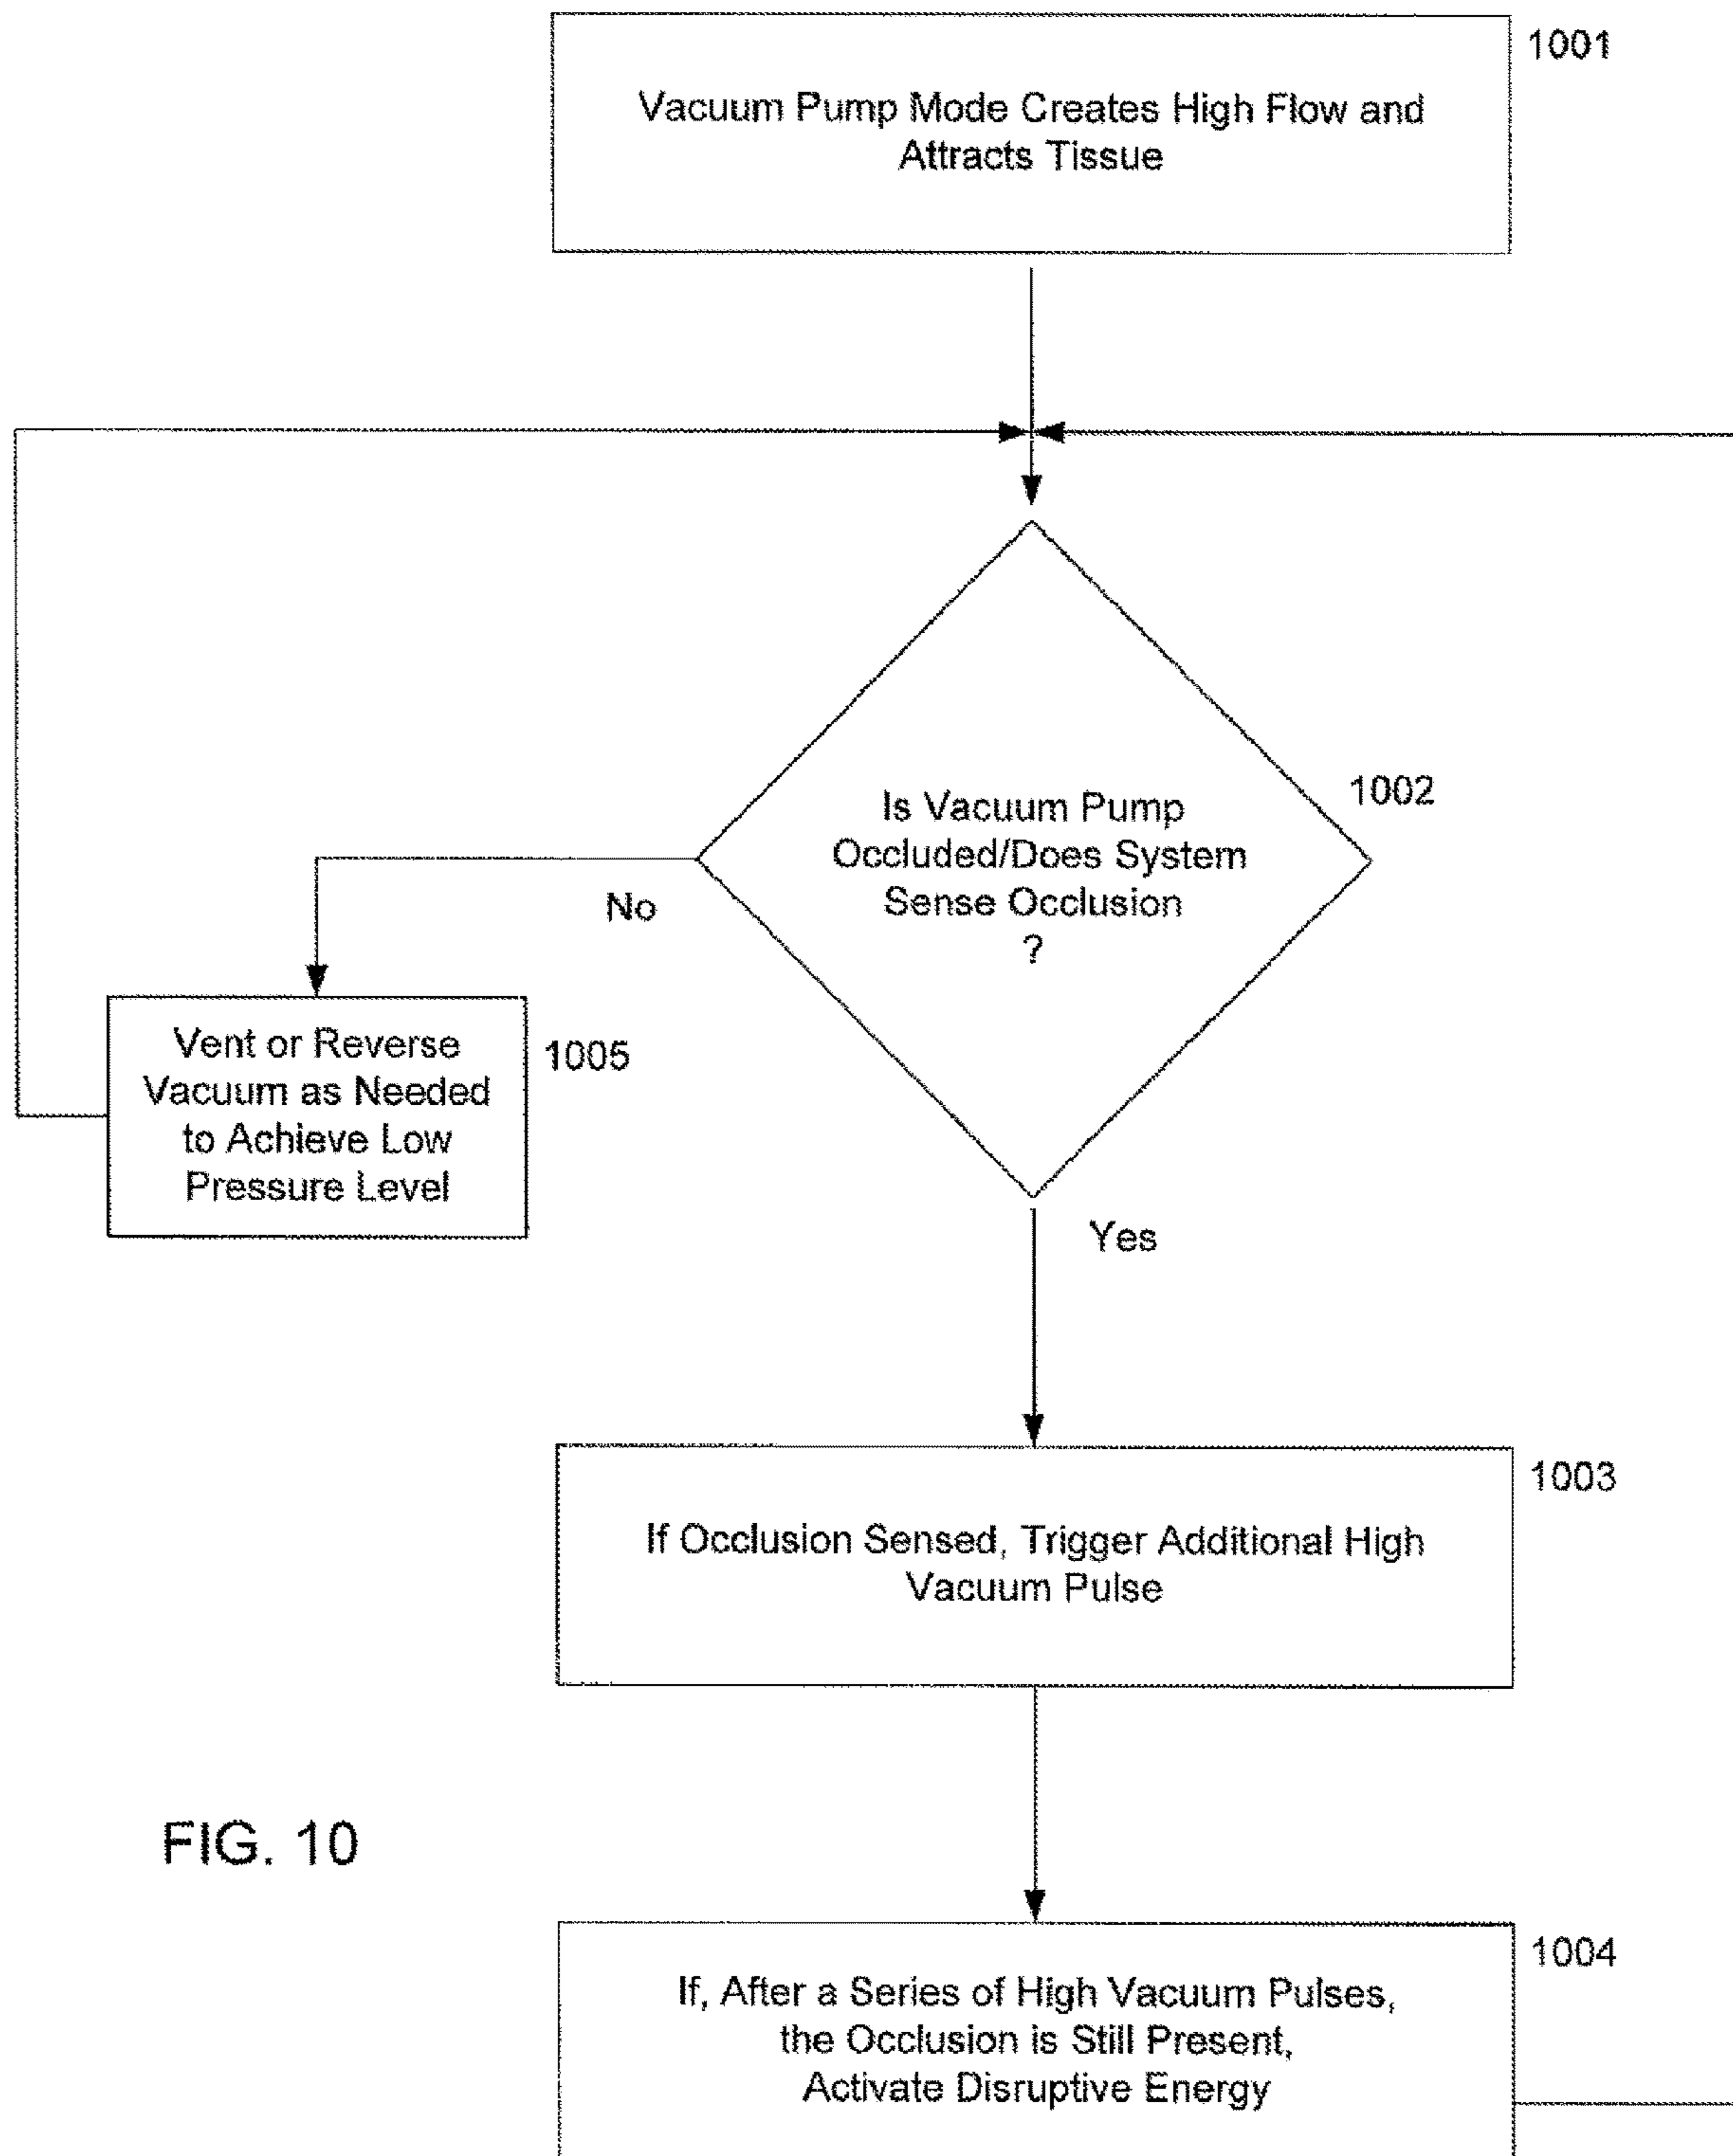 1001
Vacuum Pump Mode Creates High Flow and
Attracts Tissue
1002
Is Vacuum Pump
Occluded/Does System
Sense Occlusion
?
No
Vent or Reverse
Vacuum as Needed
to Achieve Low
Pressure Level
1005
Yes
1003
If Occlusion Sensed, Trigger Additional High
Vacuum Pulse
FIG. 10
1004
If, After a Series of High Vacuum Pulses,
the Occlusion is Still Present,
Activate Disruptive Energy